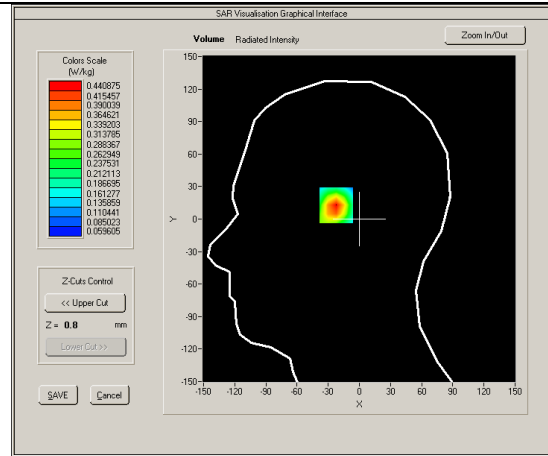 SAR Visualisation Graphical Interface
Volume Radiated Intensity
Zoom In/Out
Colors Scale
(W/kg)
0.440875
0.415457
0.390039
0.364621
0.339203
0.313785
0.288367
0.262949
0.237531
0.212113
0.186695
0.161277
0.135859
0.110441
0.085023
0.059605
Z-Cuts Control
<< Upper Cut
Z = 0.8 mm
Lower Cut >>
SAVE Cancel
150
120
90
60
30
0
-30
-60
-90
-120
-150
Y
-150 -120 -90 -60 -30 0 30 60 90 120 150
X